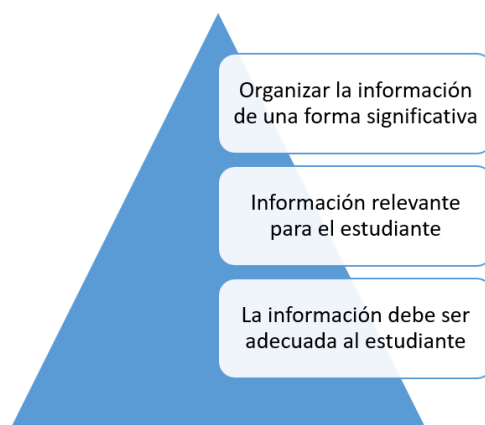 Organizar la información
de una forma significativa
Información relevante
para el estudiante
La información debe ser
adecuada al estudiante